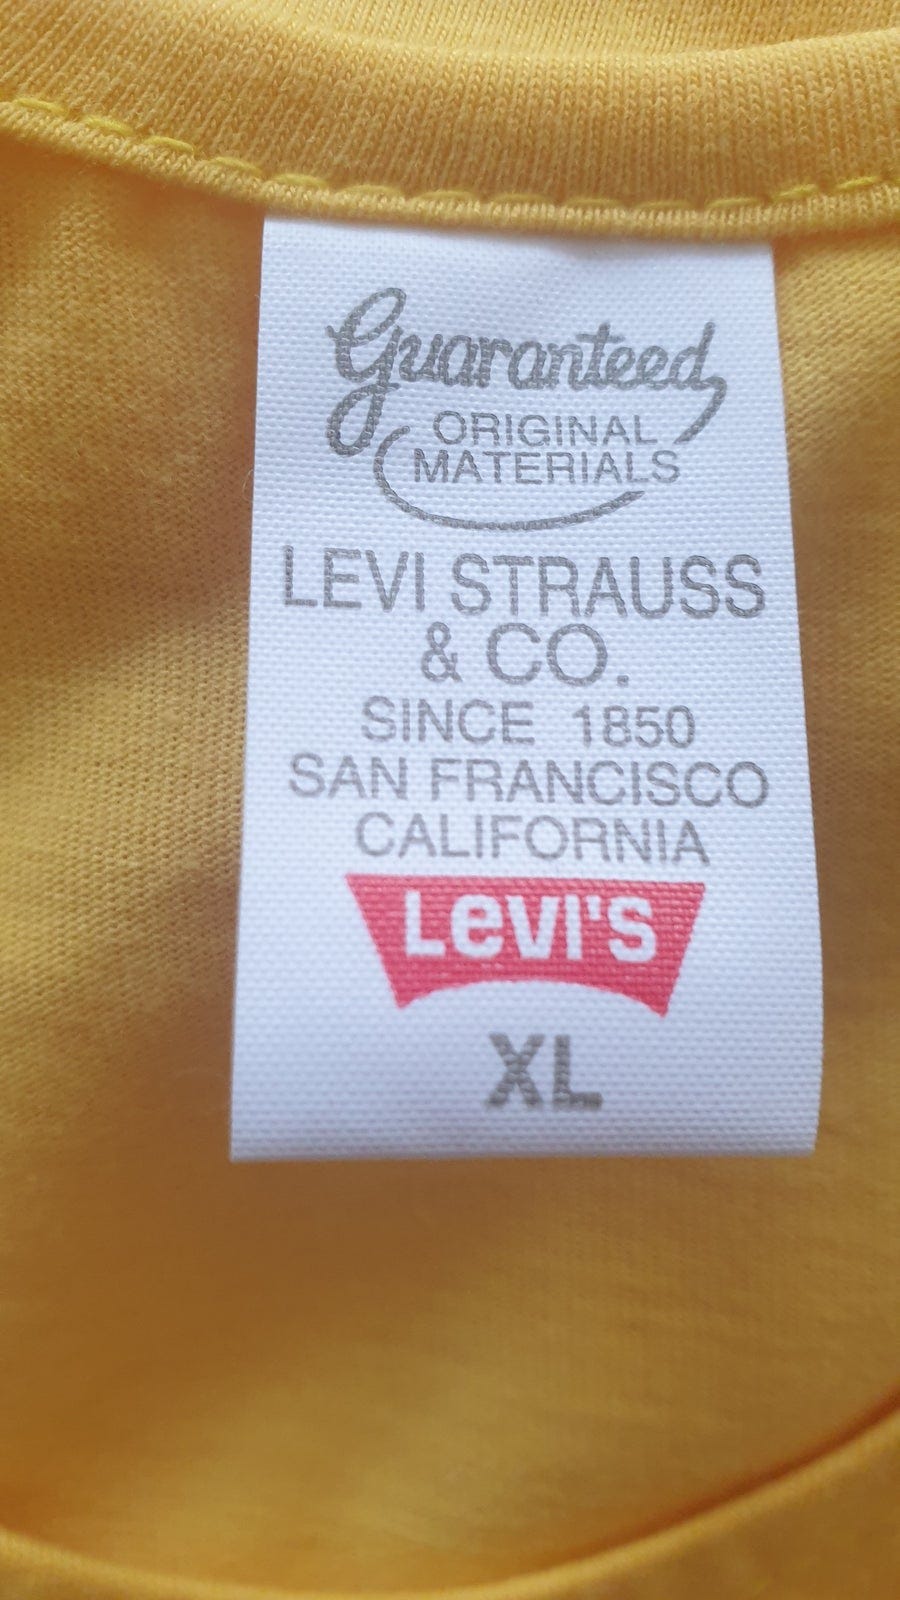 Guaranteed
ORIGINAL
MATERIALS
LEVI STRAUSS
& CO.
SINCE 1850
SAN FRANCISCO
CALIFORNIA
LeVI'S
XL